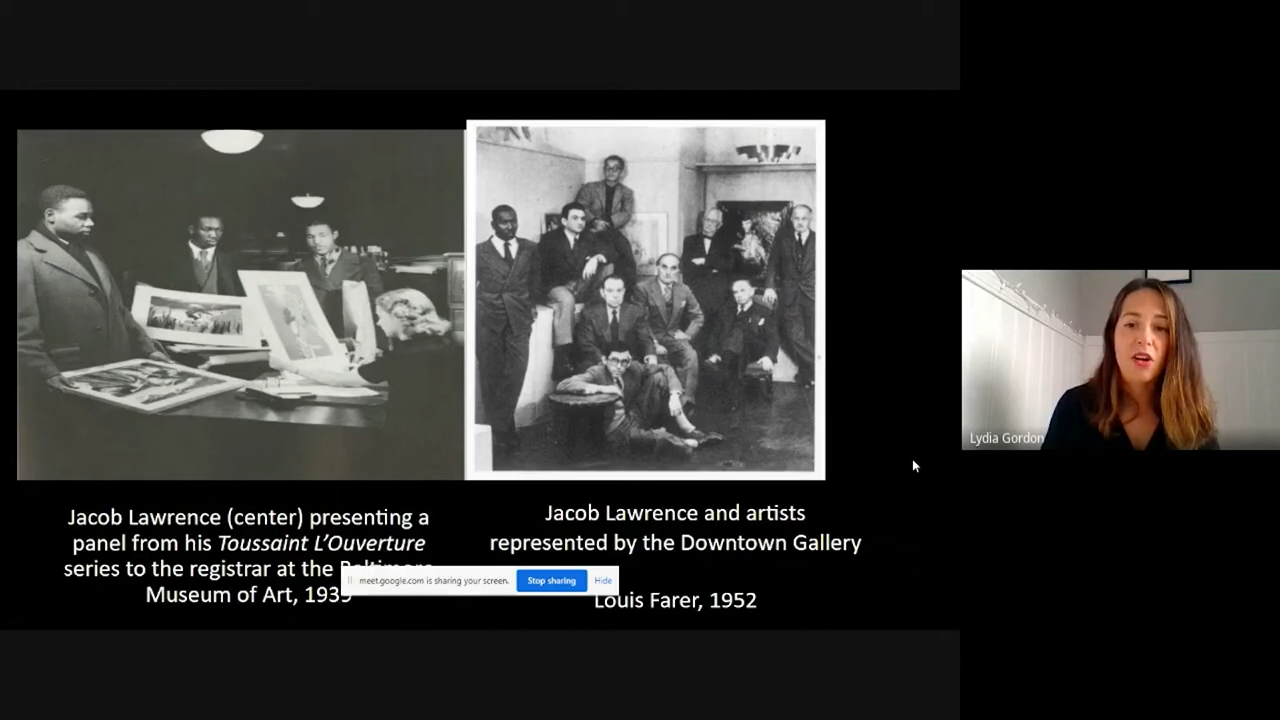 Jacob Lawrence (center) presenting a
panel from his Toussaint L’Ouverture
series to the registrar at the
Museum of Art, 1939
Jacob Lawrence and artists
represented by the Downtown Gallery
Louis Farer, 1952
meet.google.com is sharing your screen. Stop sharing Hide
Lydia Gordon